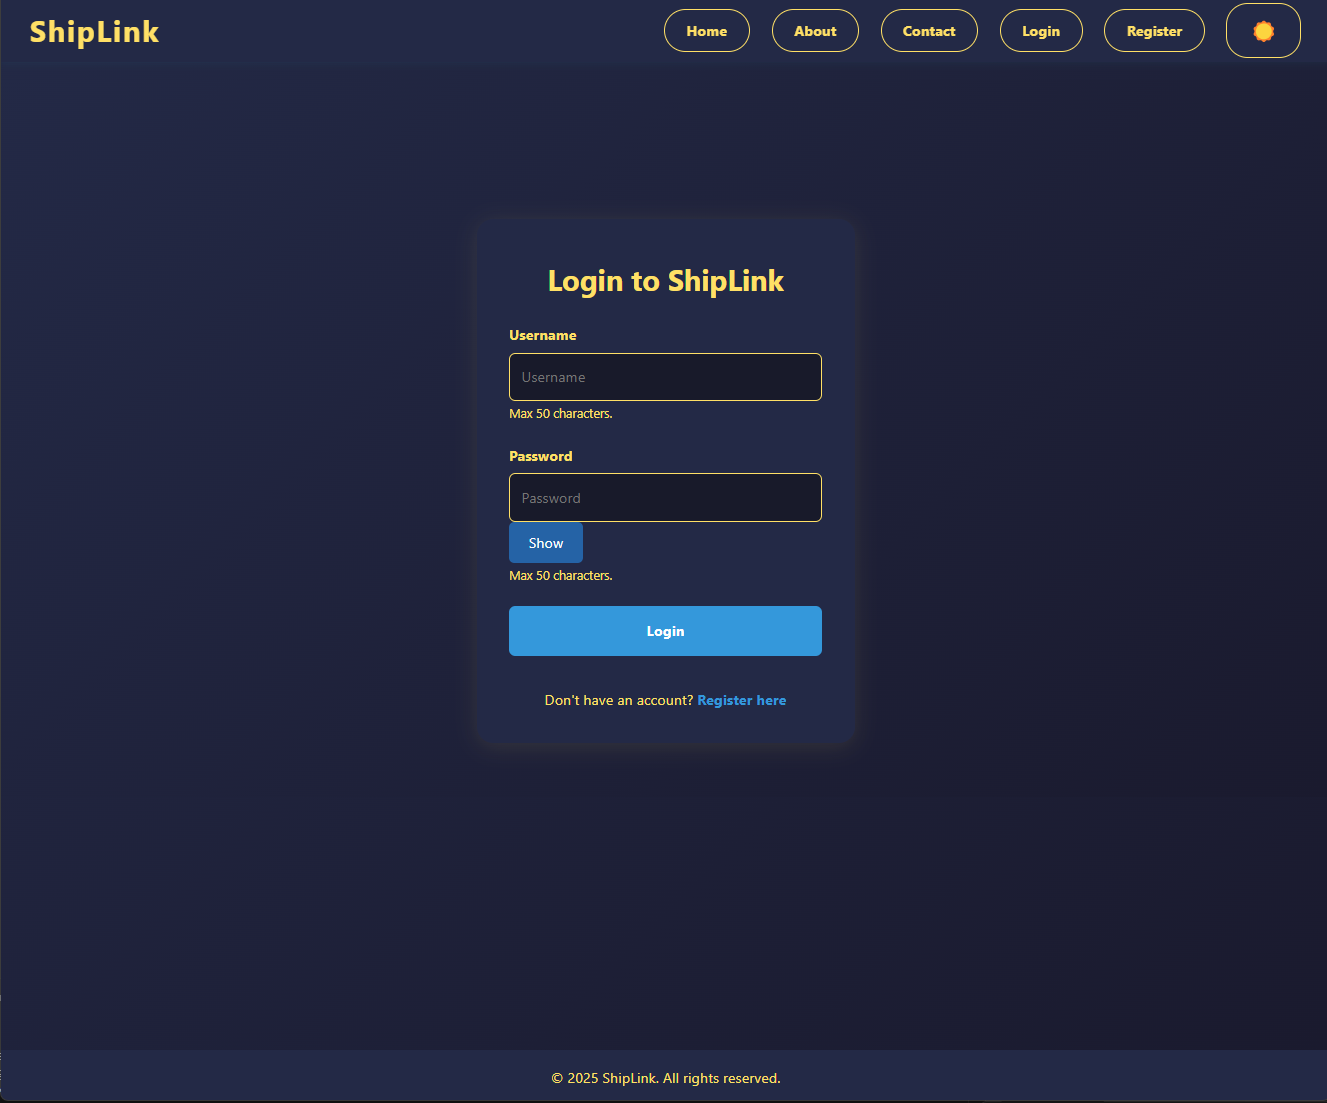 ShipLink
Home About Contact Login Register
Login to ShipLink
Username
Username
Max 50 characters.
Password
Password
Show
Max 50 characters.
Login
Don't have an account? Register here
© 2025 ShipLink. All rights reserved.